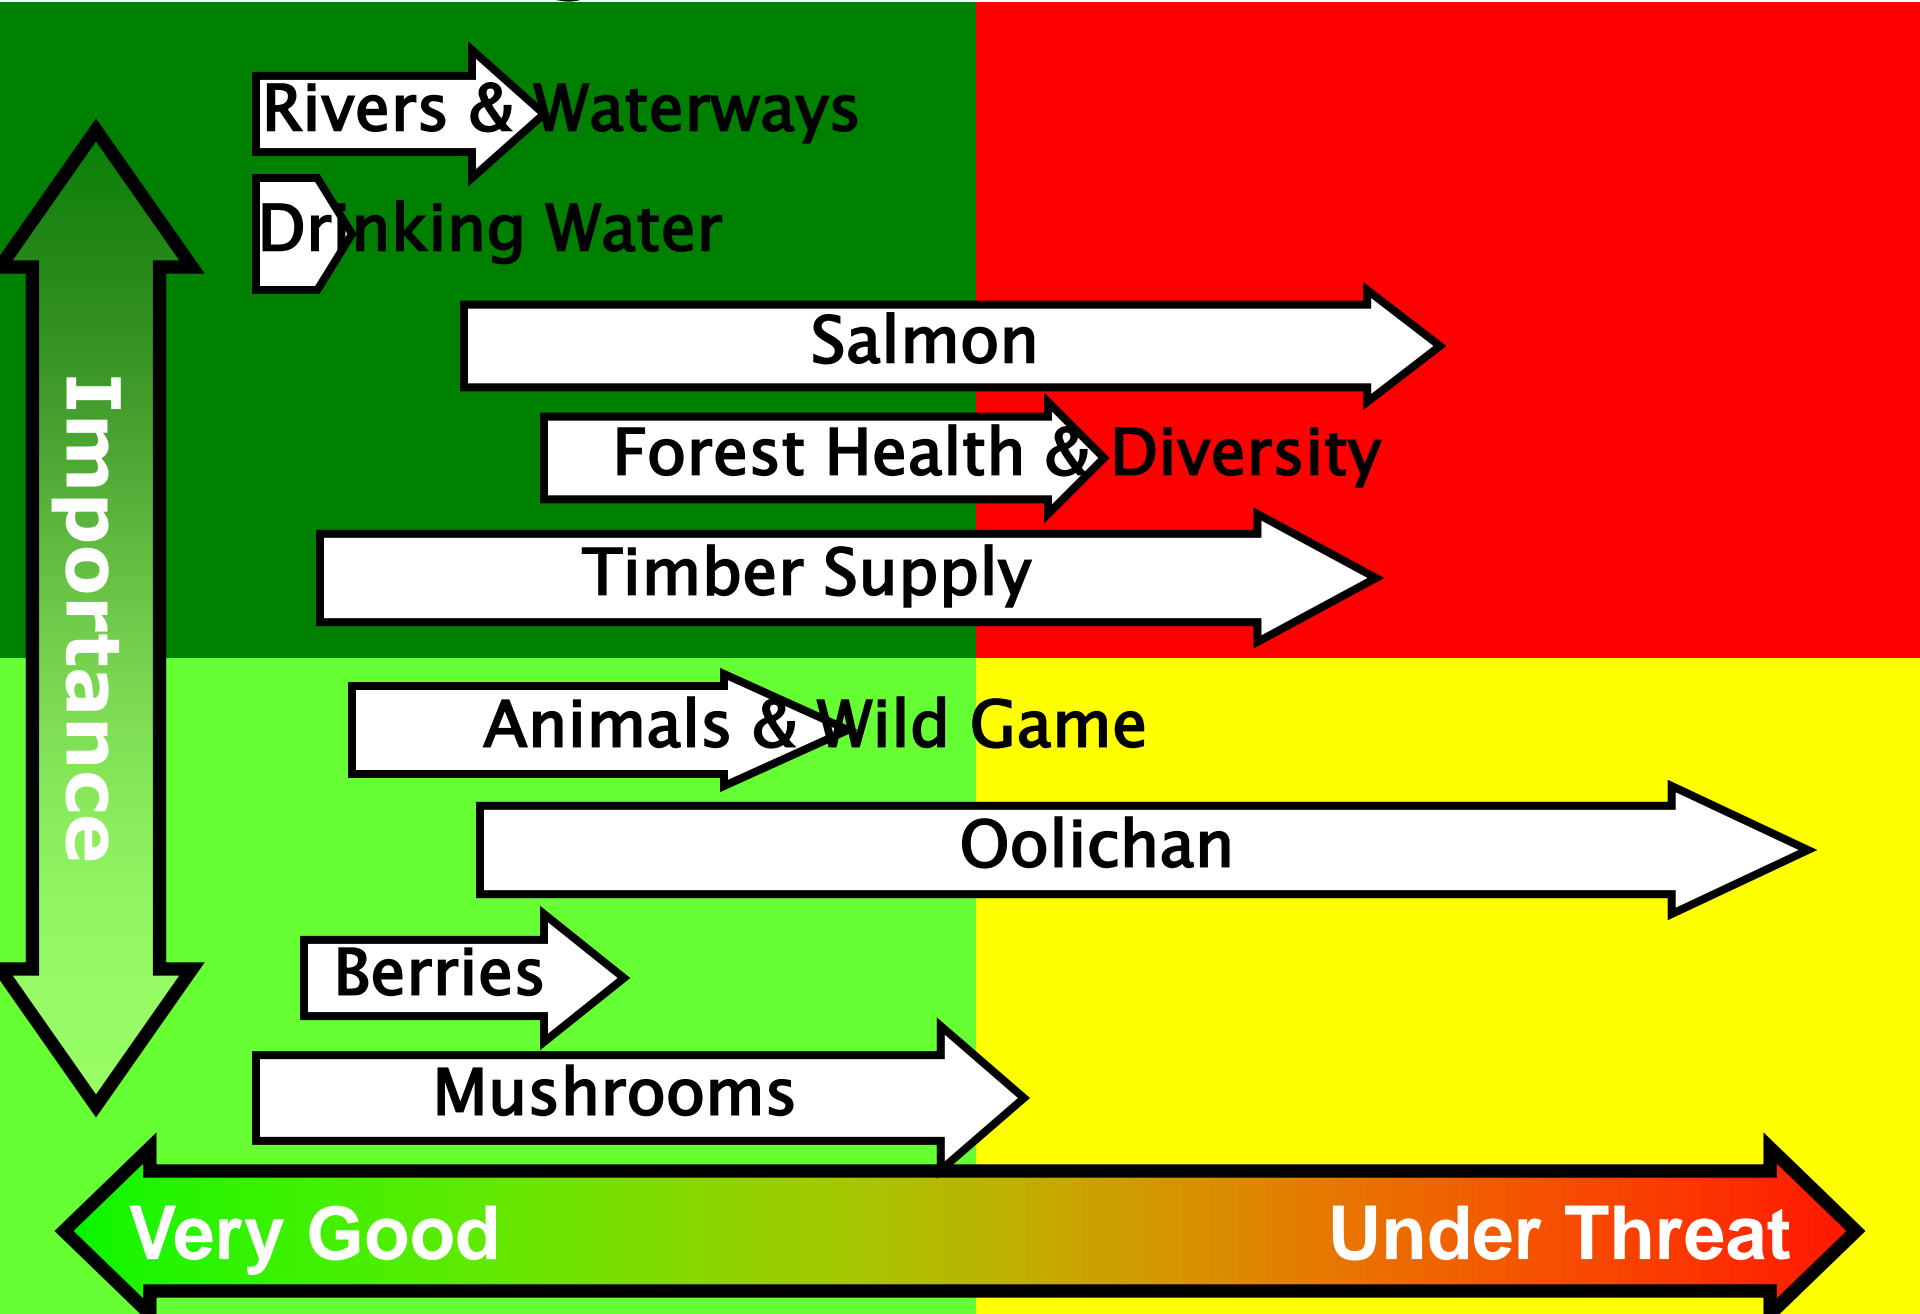 Rivers & Waterways
Drinking Water
Salmon
Forest Health & Diversity
Timber Supply
Importance
Animals & Wild Game
Oolichan
Berries
Mushrooms
Very Good
Under Threat